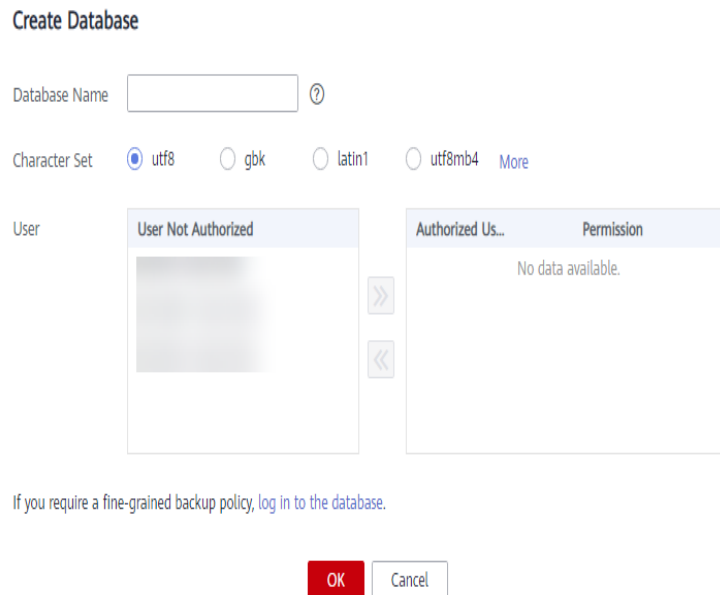 Create Database
Database Name ?
Character Set utf8 gbk latin1 utf8mb4 More
User User Not Authorized Authorized Us... Permission
No data available.
If you require a fine-grained backup policy, log in to the database.
OK Cancel